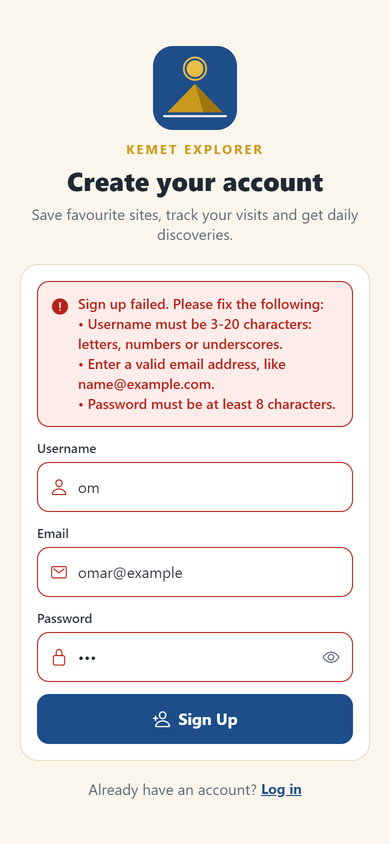 KEMET EXPLORER
Create your account
Save favourite sites, track your visits and get daily
discoveries.
Sign up failed. Please fix the following:
• Username must be 3-20 characters:
letters, numbers or underscores.
• Enter a valid email address, like
name@example.com.
• Password must be at least 8 characters.
Username
om
Email
omar@example
Password
•••
Sign Up
Already have an account? Log in